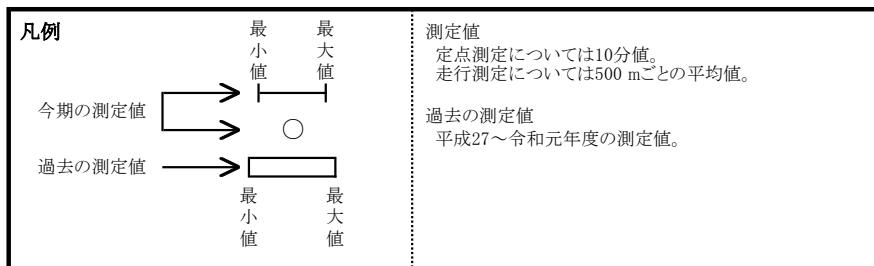 凡例
最小値
最大値
今期の測定値
過去の測定値
最小値
最大値
測定値
定点測定については10分値。
走行測定については500 mごとの平均値。
過去の測定値
平成27～令和元年度の測定値。